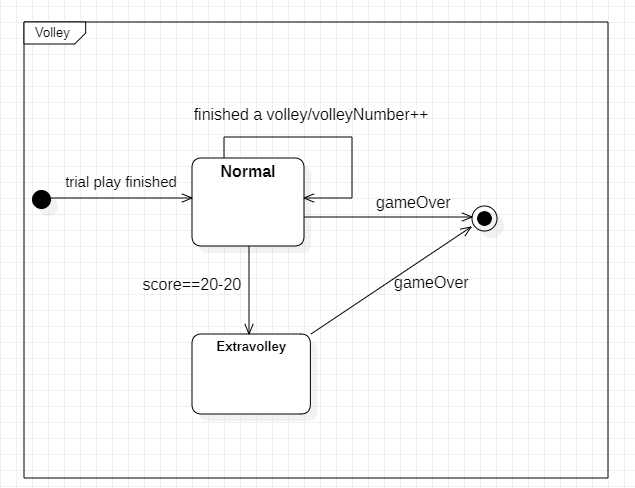 Volley
finished a volley/volleyNumber++
Normal
trial play finished
gameOver
score==20-20
gameOver
Extravolley